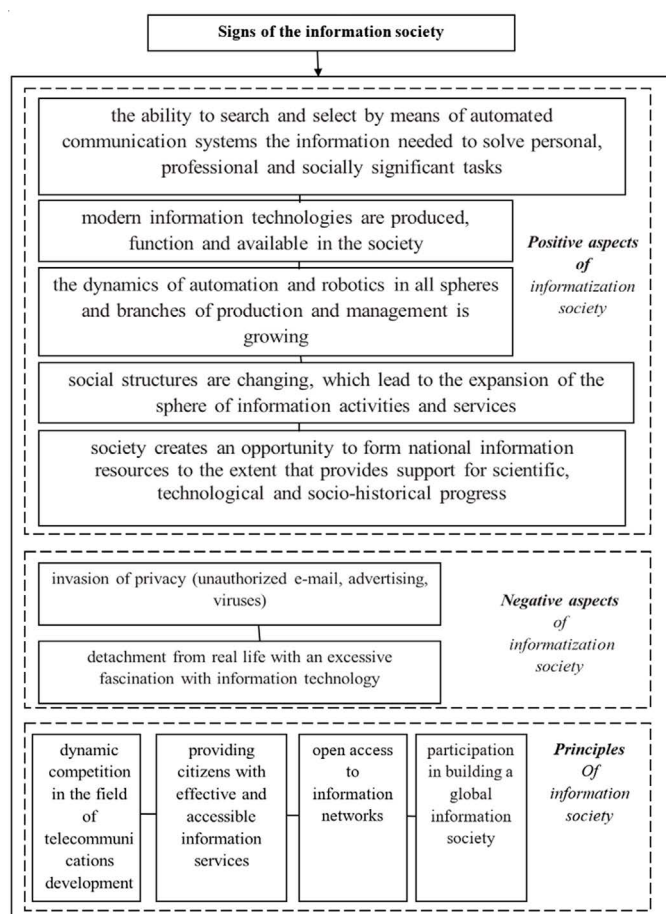 Signs of the information society
the ability to search and select by means of automated
communication systems the information needed to solve personal,
professional and socially significant tasks
modern information technologies are produced,
function and available in the society
the dynamics of automation and robotics in all spheres
and branches of production and management is
growing
social structures are changing, which lead to the expansion of the
sphere of information activities and services
society creates an opportunity to form national information
resources to the extent that provides support for scientific,
technological and socio-historical progress
Positive aspects
of
informatization
society
invasion of privacy (unauthorized e-mail, advertising,
viruses)
detachment from real life with an excessive
fascination with information technology
Negative aspects
of
informatization
society
dynamic
competition
in the field
of
telecommuni
cations
development
providing
citizens with
effective and
accessible
information
services
open access
to
information
networks
participation
in building a
global
information
society
Principles
Of
information
society